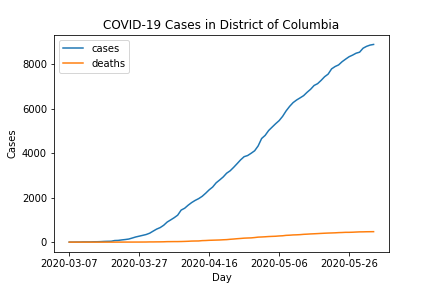 COVID-19 Cases in District of Columbia
cases
deaths
8000
6000
4000
2000
0
Cases
2020-03-07 2020-03-27 2020-04-16 2020-05-06 2020-05-26
Day